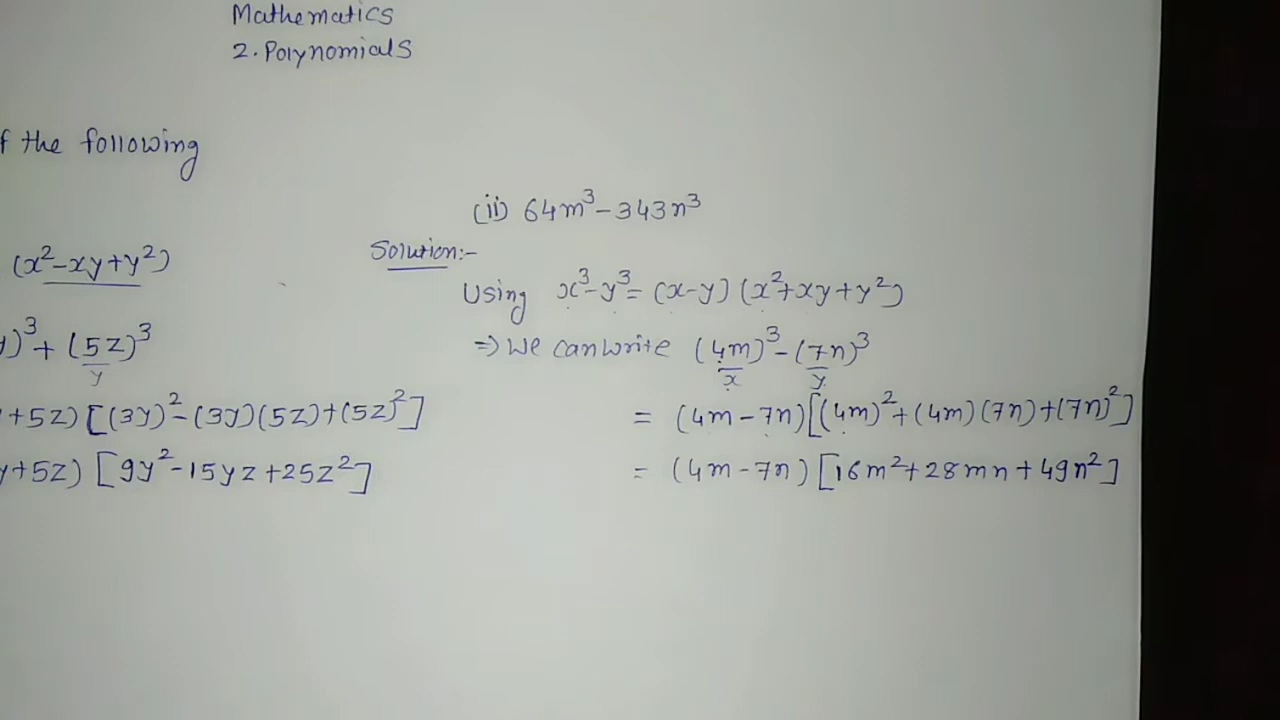 Mathematics
2. Polynomials
f the following
(x²-xy+y²)
)³+(5z)³
y
+5z)[(3y)²-(3y)(5z)+(5z)²]
y+5z)[9y²-15yz+25z²]
(ii) 64m³-343n³
Solution:-
Using x³-y³=(x-y)(x²+xy+y²)
⇒ We can write (4m)³-(7n)³
x y
=(4m-7n)[(4m)²+(4m)(7n)+(7n)²]
=(4m-7n)[16m²+28mn+49n²]